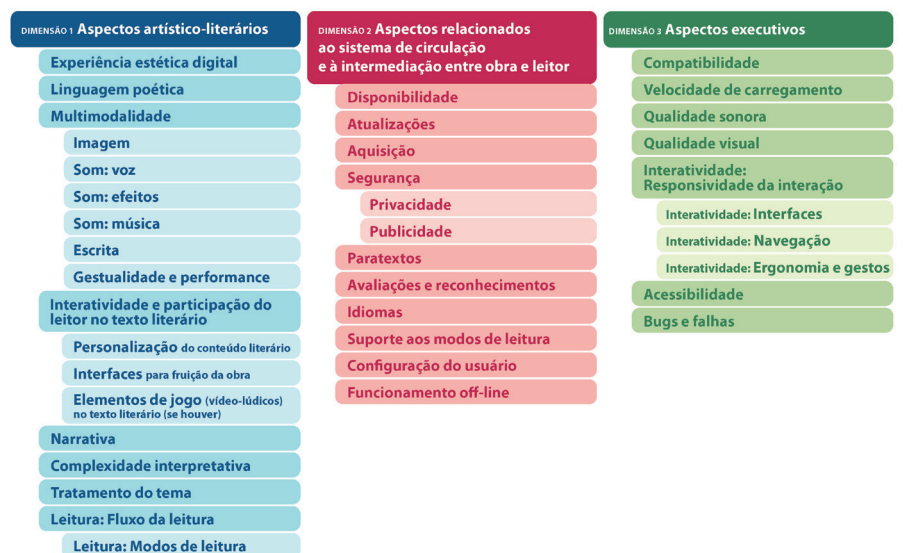 DIMENSÃO 1 Aspectos artístico-literários
Experiência estética digital
Linguagem poética
Multimodalidade
Imagem
Som: voz
Som: efeitos
Som: música
Escrita
Gestualidade e performance
Interatividade e participação do
leitor no texto literário
Personalização do conteúdo literário
Interfaces para fruição da obra
Elementos de jogo (vídeo-lúdicos)
no texto literário (se houver)
Narrativa
Complexidade interpretativa
Tratamento do tema
Leitura: Fluxo da leitura
Leitura: Modos de leitura
DIMENSÃO 2 Aspectos relacionados
ao sistema de circulação
e à intermediação entre obra e leitor
Disponibilidade
Atualizações
Aquisição
Segurança
Privacidade
Publicidade
Paratextos
Avaliações e reconhecimentos
Idiomas
Suporte aos modos de leitura
Configuração do usuário
Funcionamento off-line
DIMENSÃO 3 Aspectos executivos
Compatibilidade
Velocidade de carregamento
Qualidade sonora
Qualidade visual
Interatividade:
Responsividade da interação
Interatividade: Interfaces
Interatividade: Navegação
Interatividade: Ergonomia e gestos
Acessibilidade
Bugs e falhas